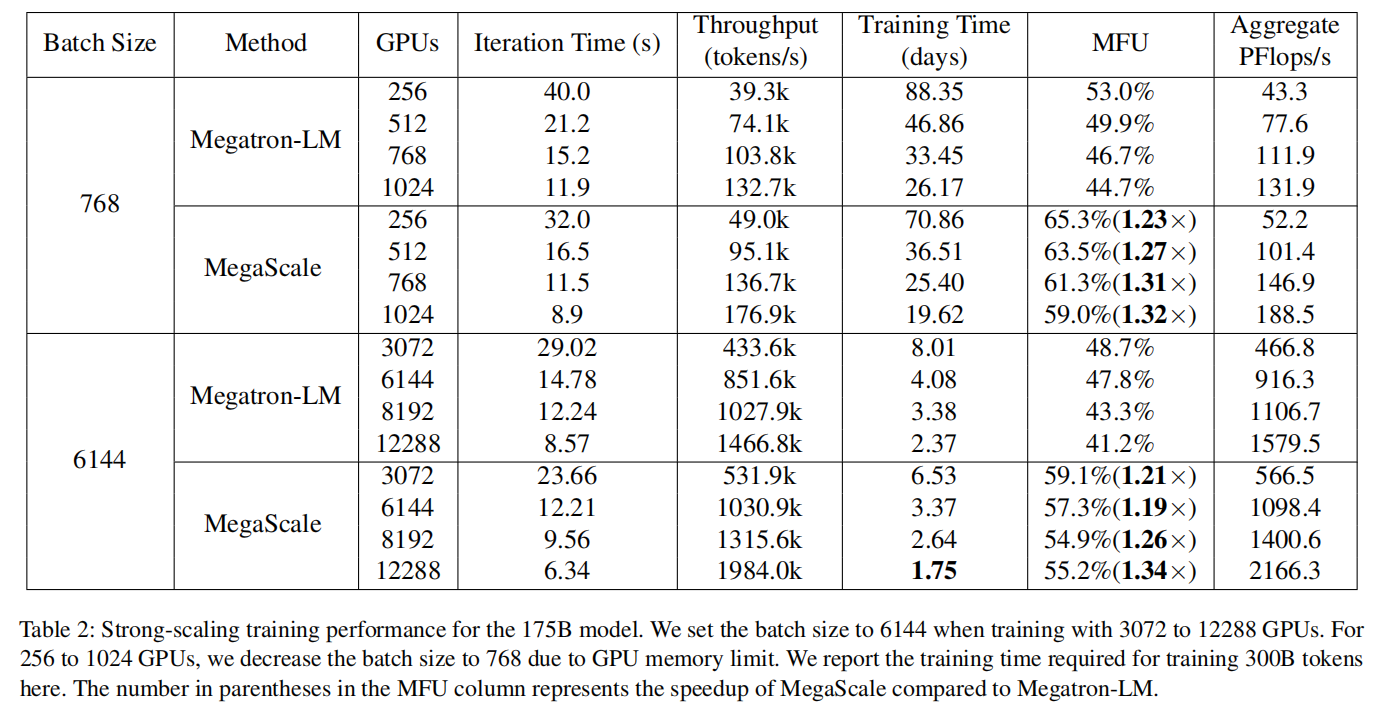 Batch Size Method GPUs Iteration Time (s) Throughput (tokens/s) Training Time (days) MFU Aggregate PFlops/s
768 Megatron-LM 256 40.0 39.3k 88.35 53.0% 43.3
512 21.2 74.1k 46.86 49.9% 77.6
768 15.2 103.8k 33.45 46.7% 111.9
1024 11.9 132.7k 26.17 44.7% 131.9
MegaScale 256 32.0 49.0k 70.86 65.3%(1.23×) 52.2
512 16.5 95.1k 36.51 63.5%(1.27×) 101.4
768 11.5 136.7k 25.40 61.3%(1.31×) 146.9
1024 8.9 176.9k 19.62 59.0%(1.32×) 188.5
6144 Megatron-LM 3072 29.02 433.6k 8.01 48.7% 466.8
6144 14.78 851.6k 4.08 47.8% 916.3
8192 12.24 1027.9k 3.38 43.3% 1106.7
12288 8.57 1466.8k 2.37 41.2% 1579.5
MegaScale 3072 23.66 531.9k 6.53 59.1%(1.21×) 566.5
6144 12.21 1030.9k 3.37 57.3%(1.19×) 1098.4
8192 9.56 1315.6k 2.64 54.9%(1.26×) 1400.6
12288 6.34 1984.0k 1.75 55.2%(1.34×) 2166.3
Table 2: Strong-scaling training performance for the 175B model. We set the batch size to 6144 when training with 3072 to 12288 GPUs. For
256 to 1024 GPUs, we decrease the batch size to 768 due to GPU memory limit. We report the training time required for training 300B tokens
here. The number in parentheses in the MFU column represents the speedup of MegaScale compared to Megatron-LM.